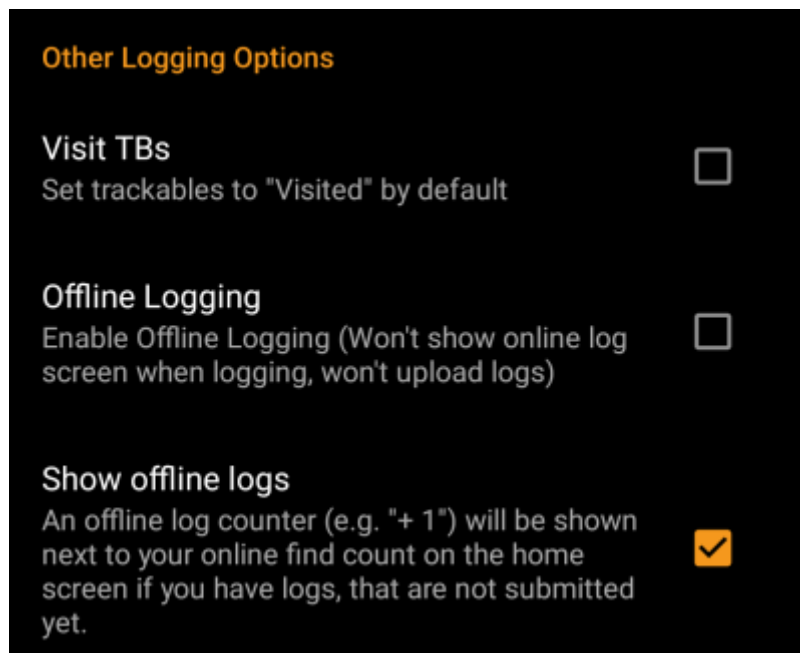 Other Logging Options
Visit TBs
Set trackables to "Visited" by default
Offline Logging
Enable Offline Logging (Won't show online log
screen when logging, won't upload logs)
Show offline logs
An offline log counter (e.g. "+ 1") will be shown
next to your online find count on the home
screen if you have logs, that are not submitted
yet.